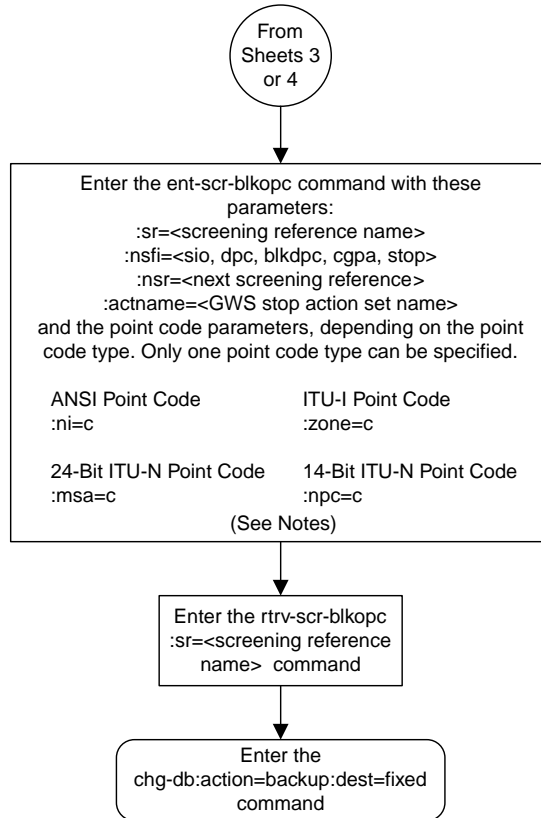 From
Sheets 3
or 4
Enter the ent-scr-blkopc command with these
parameters:
:sr=<screening reference name>
:nsfi=<sio, dpc, blkdpc, cgpa, stop>
:nsr=<next screening reference>
:actname=<GWS stop action set name>
and the point code parameters, depending on the point
code type. Only one point code type can be specified.
ANSI Point Code
:ni=c
ITU-I Point Code
:zone=c
24-Bit ITU-N Point Code
:msa=c
14-Bit ITU-N Point Code
:npc=c
(See Notes)
Enter the rtrv-scr-blkopc
:sr=<screening reference
name> command
Enter the
chg-db:action=backup:dest=fixed
command